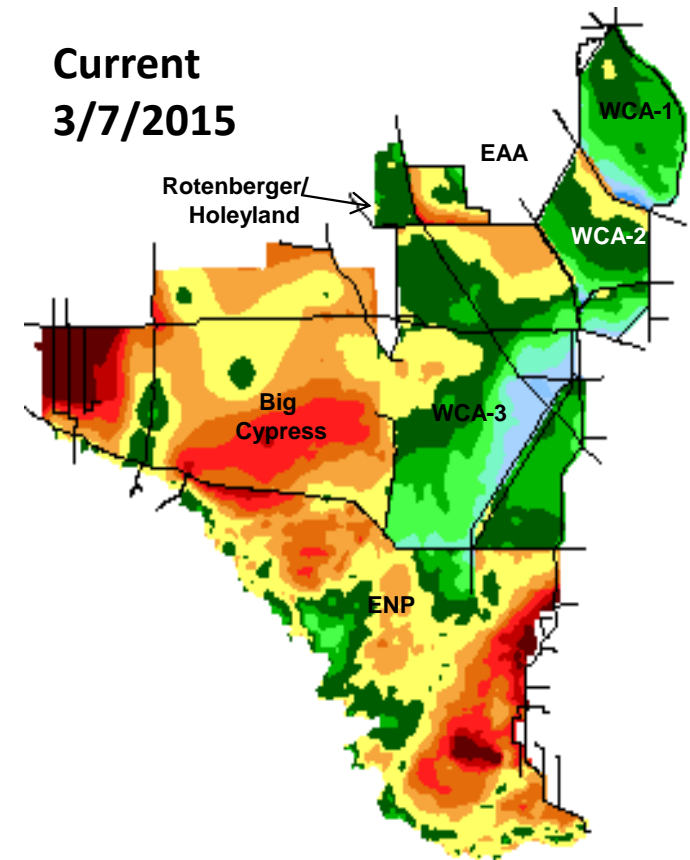 Current
3/7/2015
WCA-1
EAA
Rotenberger/
Holeyland
WCA-2
Big
Cypress
WCA-3
ENP